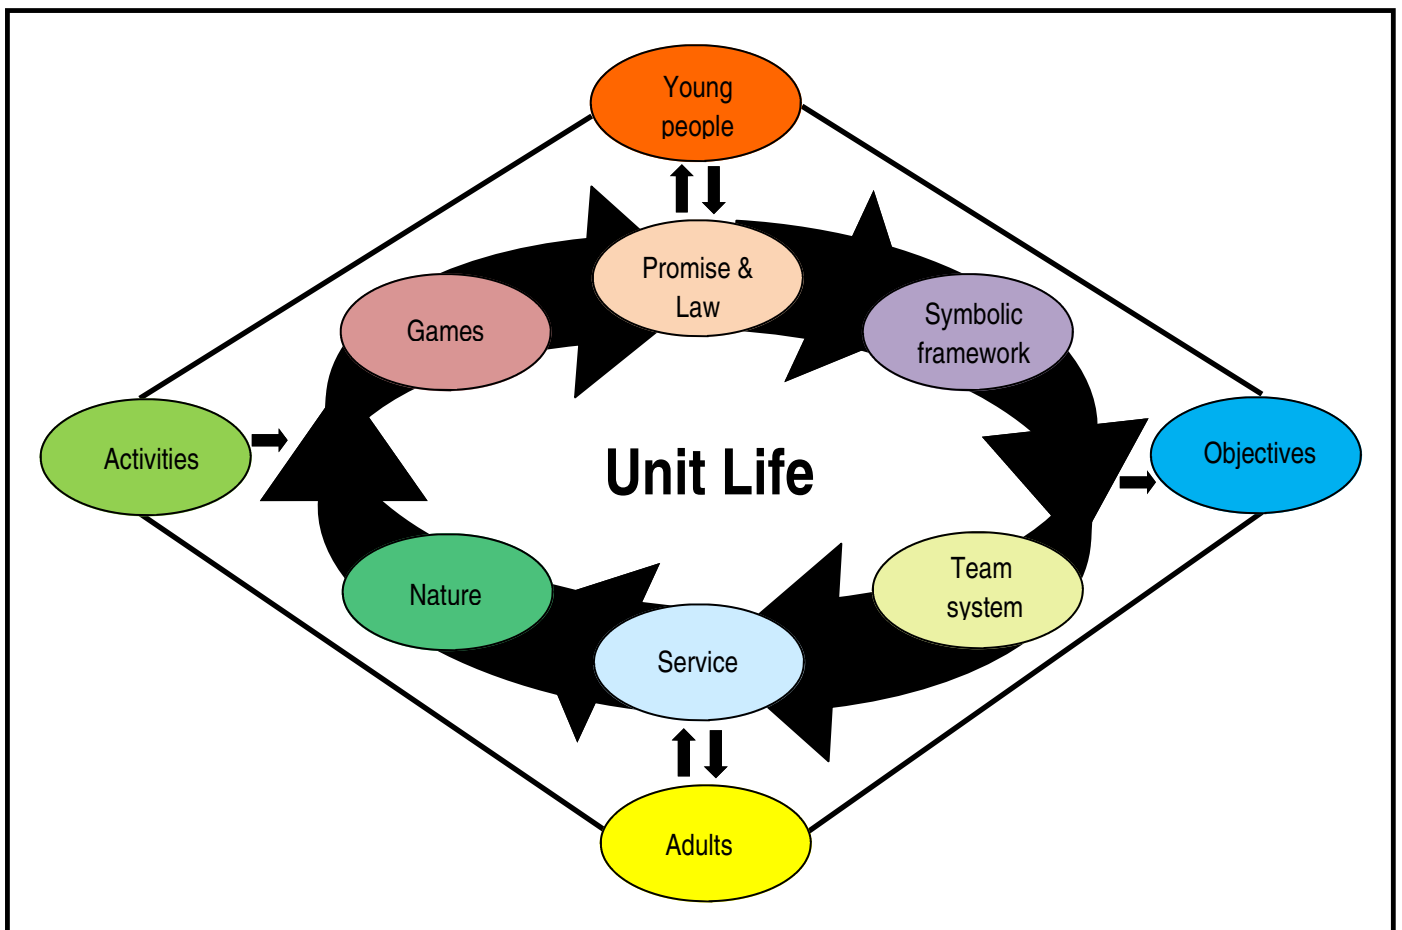 Young
people
Promise &
Law
Games
Symbolic
framework
Activities
Unit Life
Objectives
Nature
Team
system
Service
Adults